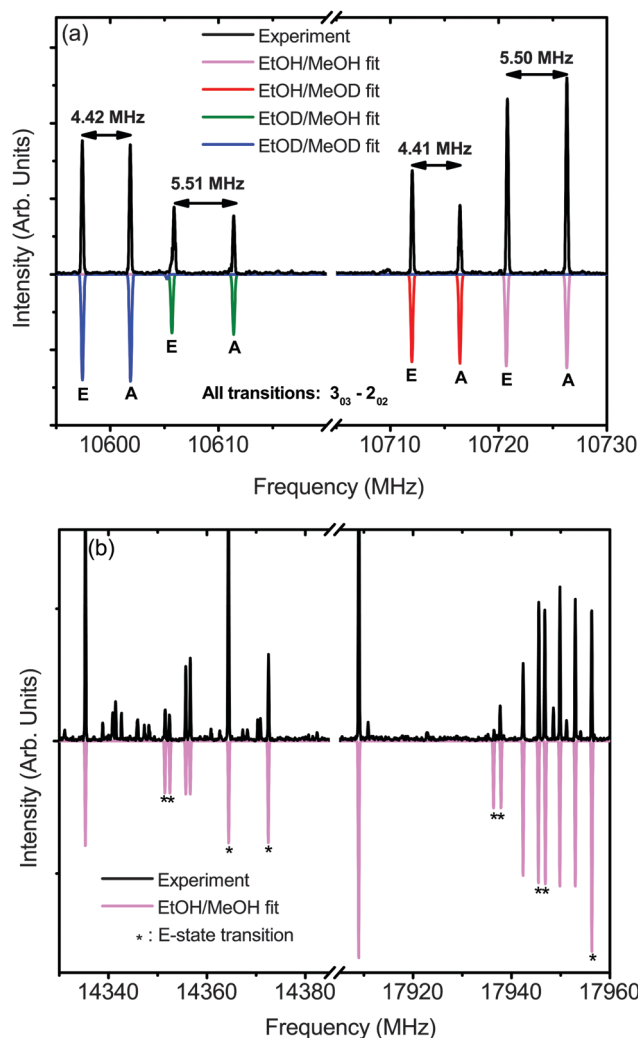 (a)
Experiment
EtOH/MeOH fit
EtOH/MeOD fit
EtOD/MeOH fit
EtOD/MeOD fit
5.50 MHz
4.42 MHz
4.41 MHz
5.51 MHz
Intensity (Arb. Units)
E A E A E A E A
All transitions: 3₀₃ - 2₀₂
10600 10610 10710 10720 10730
Frequency (MHz)
(b)
Intensity (Arb. Units)
** * * ** ** *
Experiment
EtOH/MeOH fit
* : E-state transition
14340 14360 14380 17920 17940 17960
Frequency (MHz)